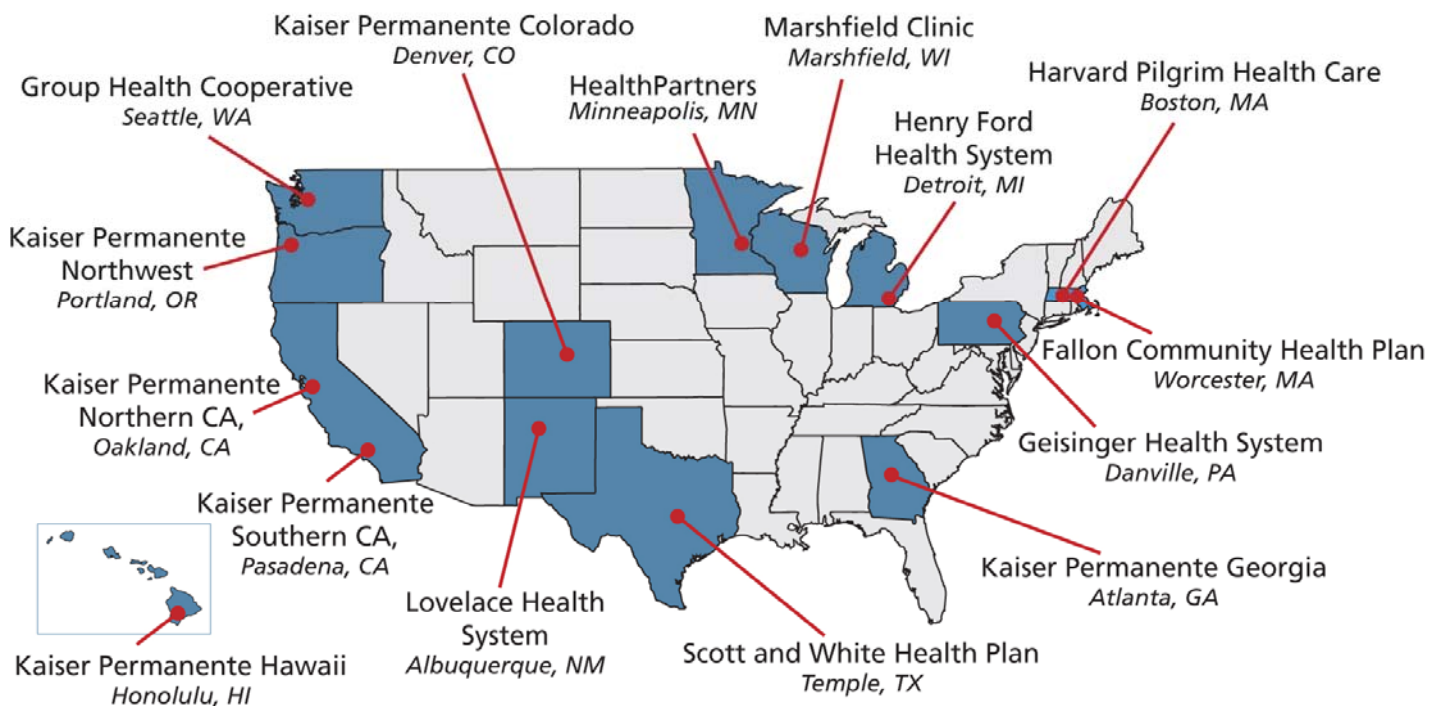 Kaiser Permanente Colorado
Denver, CO
Marshfield Clinic
Marshfield, WI
Group Health Cooperative
Seattle, WA
HealthPartners
Minneapolis, MN
Harvard Pilgrim Health Care
Boston, MA
Henry Ford
Health System
Detroit, MI
Kaiser Permanente
Northwest
Portland, OR
Fallon Community Health Plan
Worcester, MA
Kaiser Permanente
Northern CA,
Oakland, CA
Geisinger Health System
Danville, PA
Kaiser Permanente
Southern CA,
Pasadena, CA
Kaiser Permanente Georgia
Atlanta, GA
Lovelace Health
System
Albuquerque, NM
Scott and White Health Plan
Temple, TX
Kaiser Permanente Hawaii
Honolulu, HI